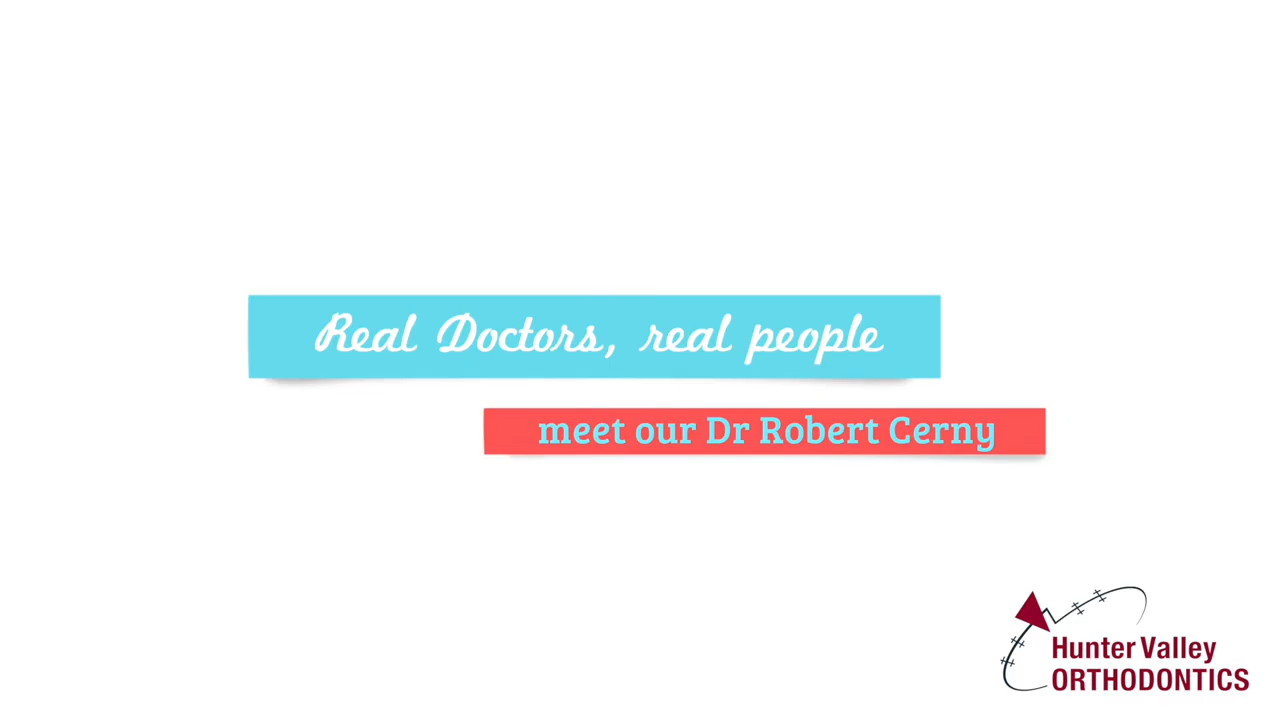 Real Doctors, real people
meet our Dr Robert Cerny
Hunter Valley
ORTHODONTICS